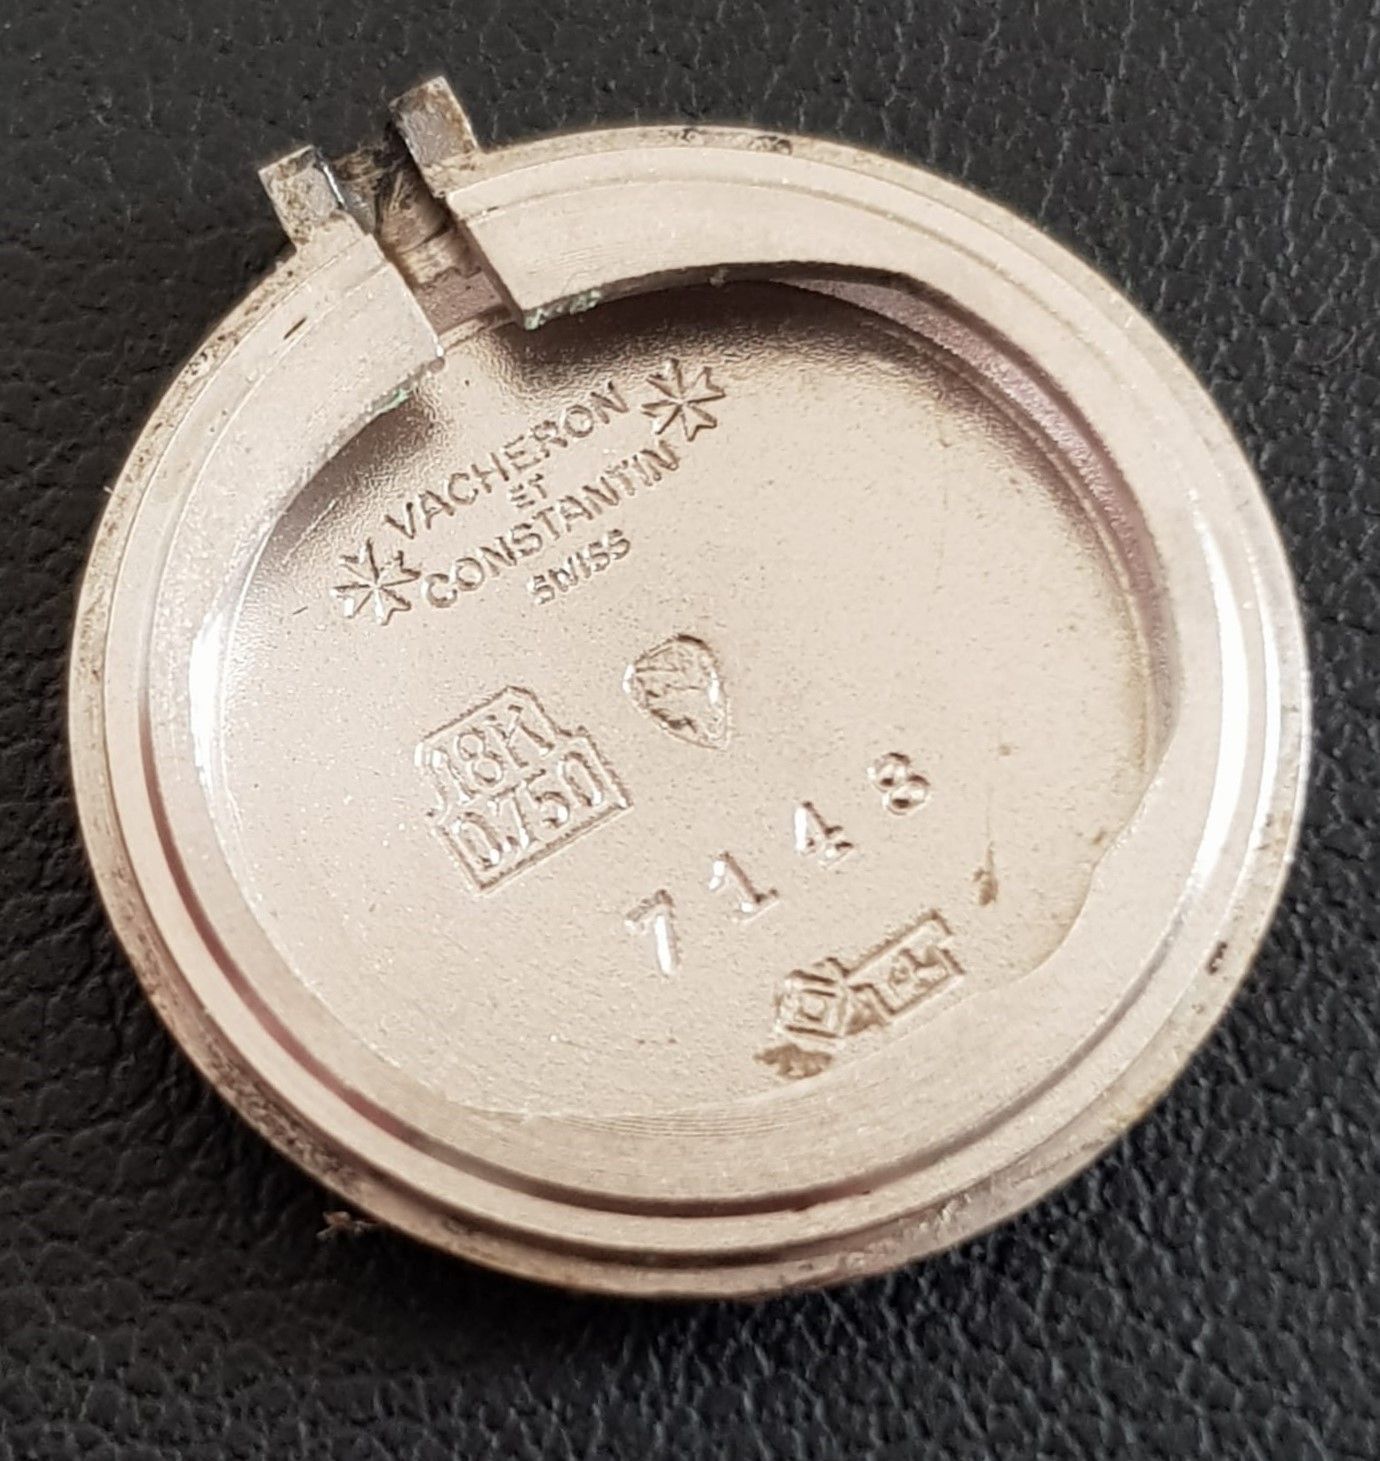 VACHERON
ET
CONSTANTIN
SWISS
18K
0.750
7148